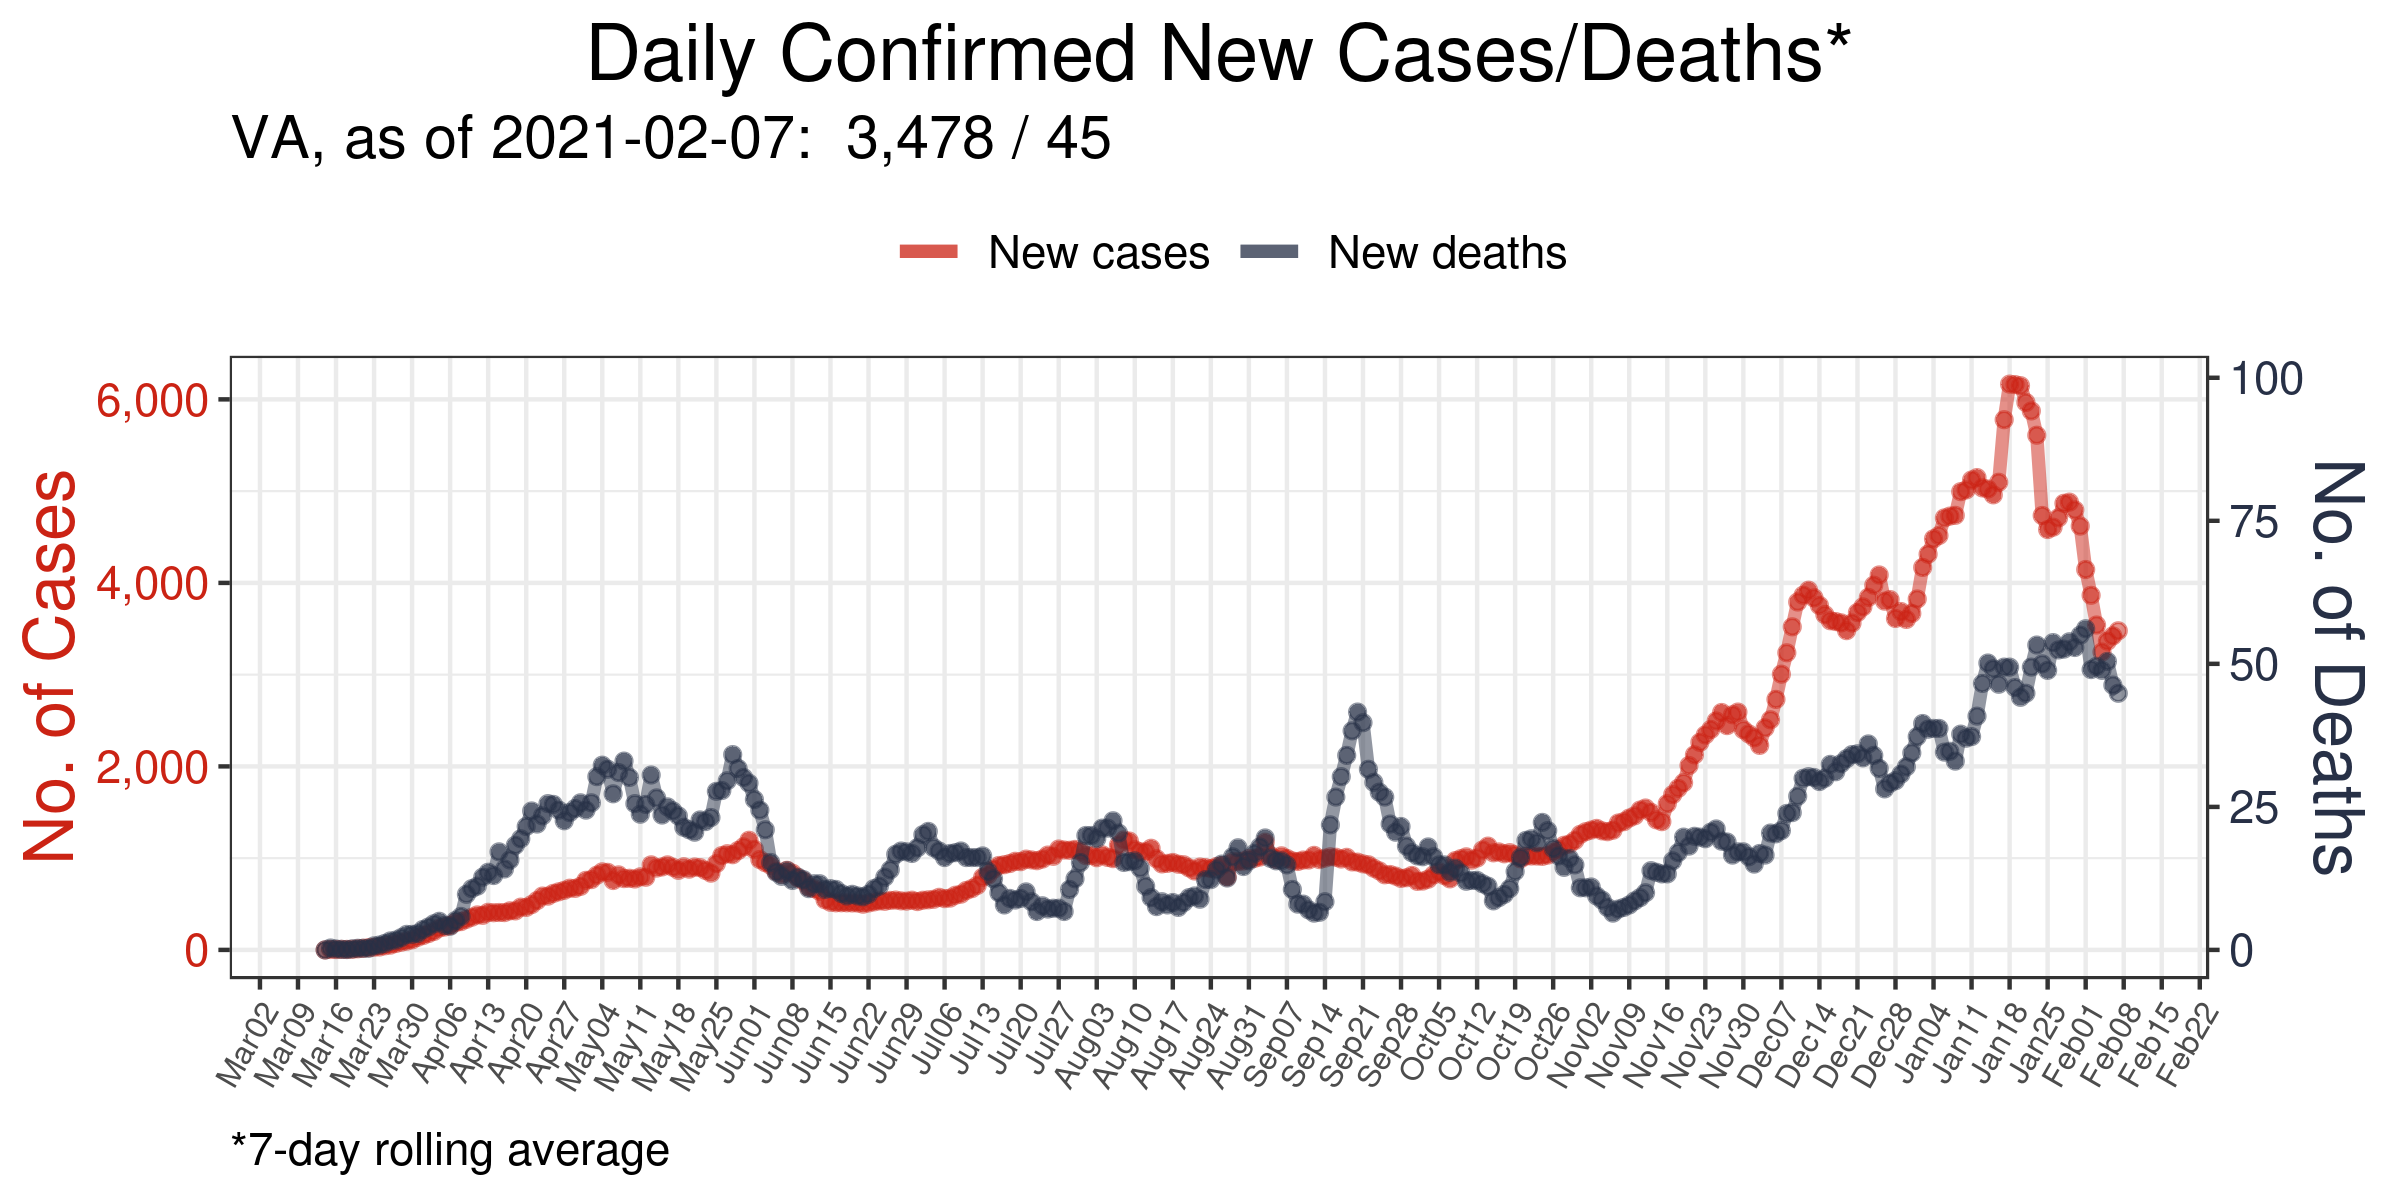 Daily Confirmed New Cases/Deaths*
VA, as of 2021-02-07:  3,478 / 45
New cases
New deaths
No. of Cases
6,000
4,000
2,000
0
100
75
50
25
0
No. of Deaths
Mar02
Mar09
Mar16
Mar23
Mar30
Apr06
Apr13
Apr20
Apr27
May04
May11
May18
May25
Jun01
Jun08
Jun15
Jun22
Jun29
Jul06
Jul13
Jul20
Jul27
Aug03
Aug10
Aug17
Aug24
Aug31
Sep07
Sep14
Sep21
Sep28
Oct05
Oct12
Oct19
Oct26
Nov02
Nov09
Nov16
Nov23
Nov30
Dec07
Dec14
Dec21
Dec28
Jan04
Jan11
Jan18
Jan25
Feb01
Feb08
Feb15
Feb22
*7-day rolling average